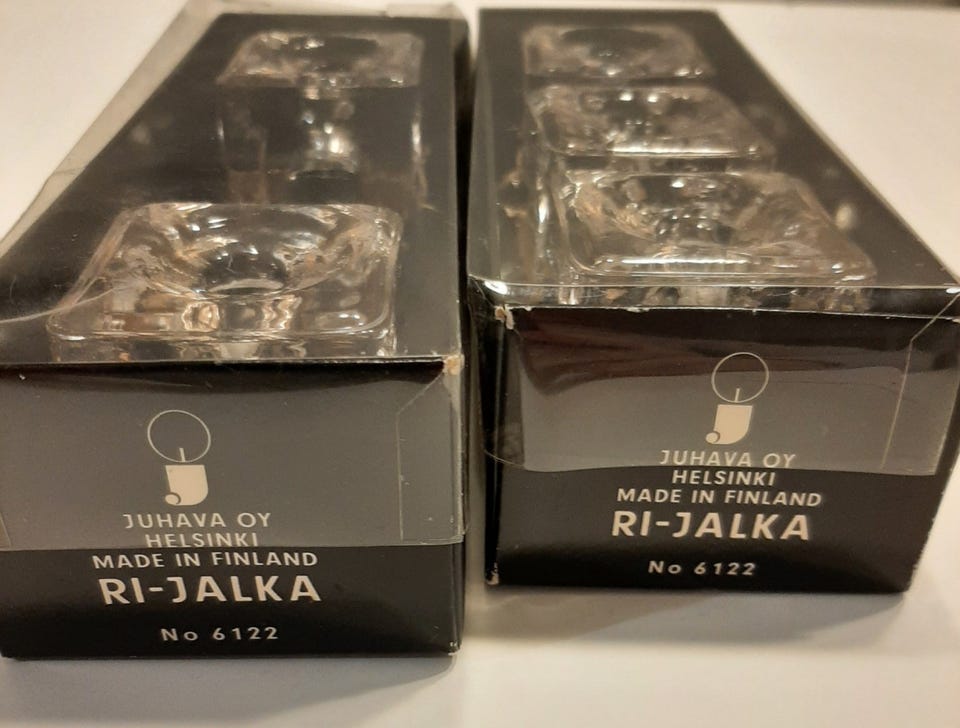 JUHAVA OY
HELSINKI
MADE IN FINLAND
RI-JALKA
No 6122
JUHAVA OY
HELSINKI
MADE IN FINLAND
RI-JALKA
No 6122